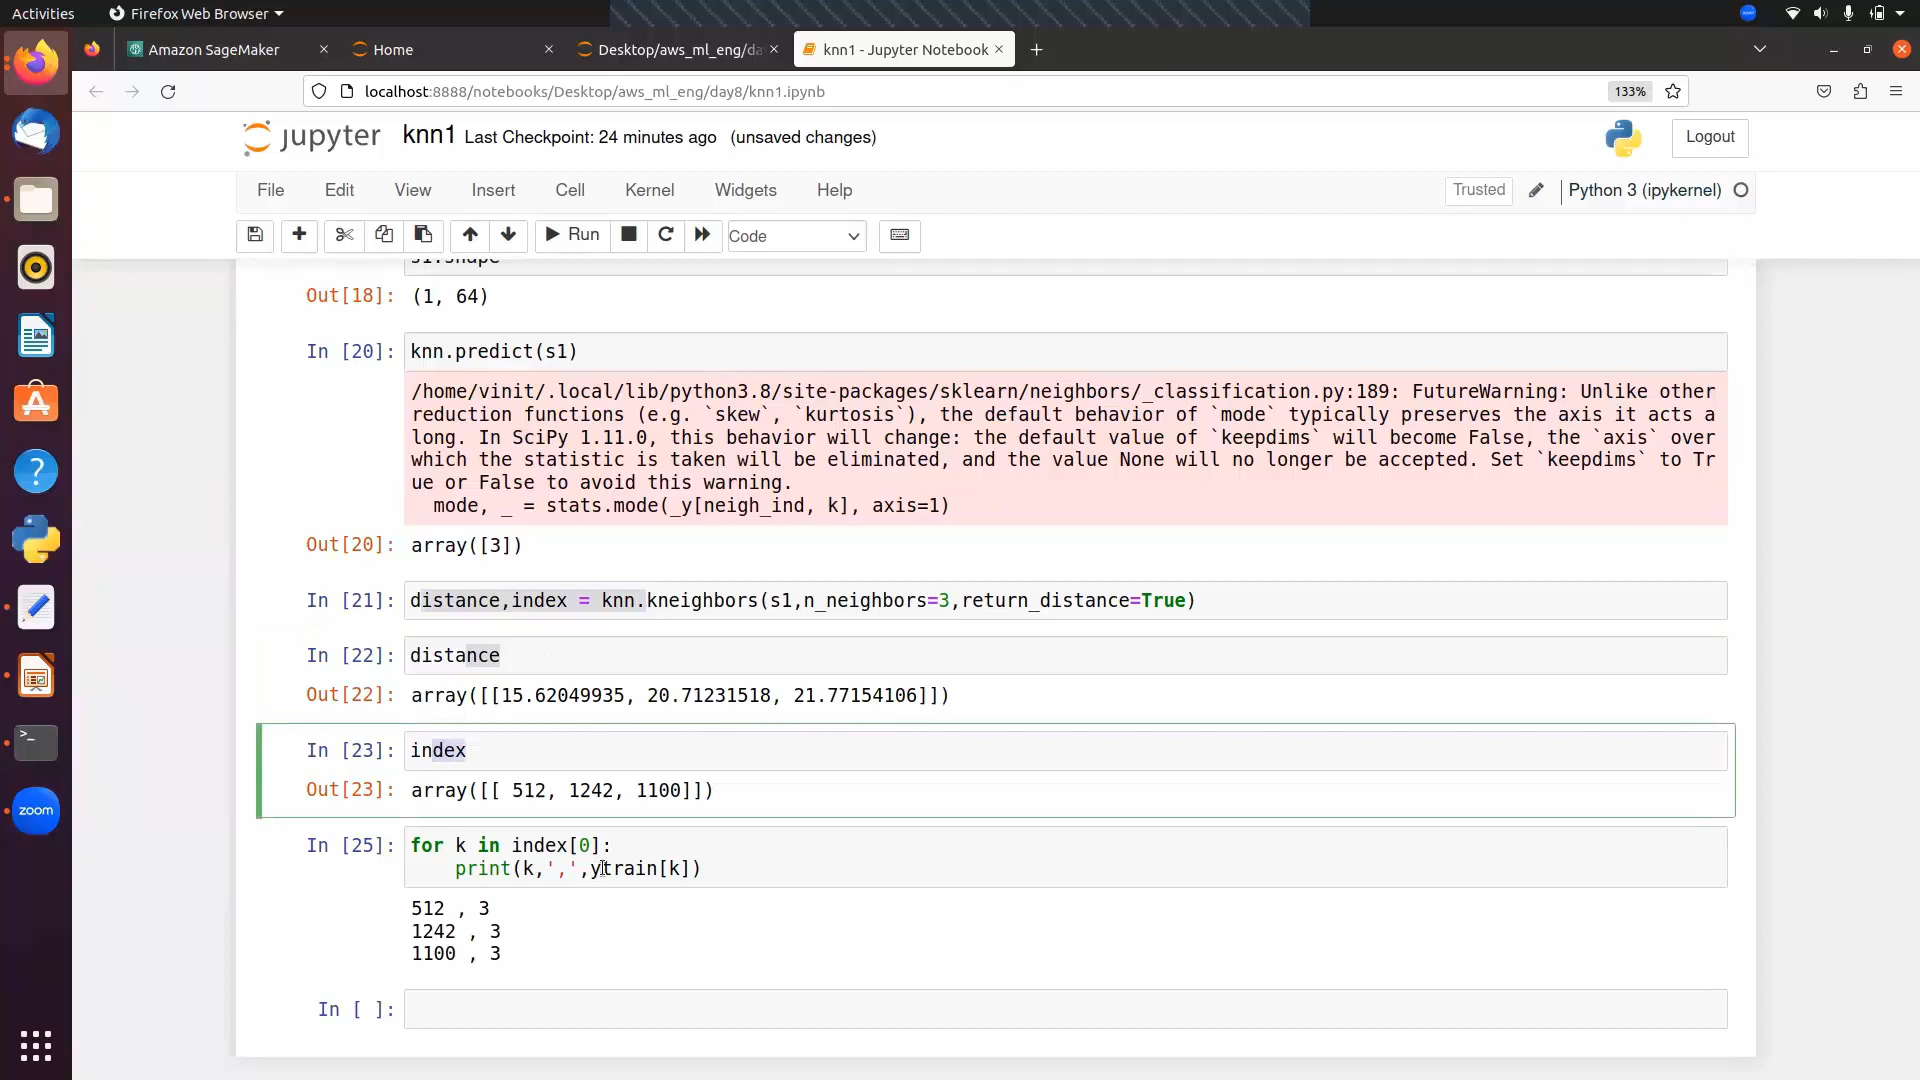 Activities
Firefox Web Browser
Amazon SageMaker
Home
Desktop/aws_ml_eng/da
knn1 - Jupyter Notebook
localhost:8888/notebooks/Desktop/aws_ml_eng/day8/knn1.ipynb
133%
jupyter
knn1 Last Checkpoint: 24 minutes ago (unsaved changes)
Logout
File Edit View Insert Cell Kernel Widgets Help
Trusted
Python 3 (ipykernel)
Run
Code
s1.shape
Out[18]: (1, 64)
In [20]: knn.predict(s1)
/home/vinit/.local/lib/python3.8/site-packages/sklearn/neighbors/_classification.py:189: FutureWarning: Unlike other
reduction functions (e.g. `skew`, `kurtosis`), the default behavior of `mode` typically preserves the axis it acts a
long. In SciPy 1.11.0, this behavior will change: the default value of `keepdims` will become False, the `axis` over
which the statistic is taken will be eliminated, and the value None will no longer be accepted. Set `keepdims` to Tr
ue or False to avoid this warning.
mode, _ = stats.mode(_y[neigh_ind, k], axis=1)
Out[20]: array([3])
In [21]: distance,index = knn.kneighbors(s1,n_neighbors=3,return_distance=True)
In [22]: distance
Out[22]: array([[15.62049935, 20.71231518, 21.77154106]])
In [23]: index
Out[23]: array([[ 512, 1242, 1100]])
In [25]: for k in index[0]:
print(k,',',ytrain[k])
512 , 3
1242 , 3
1100 , 3
In [ ]:
zoom